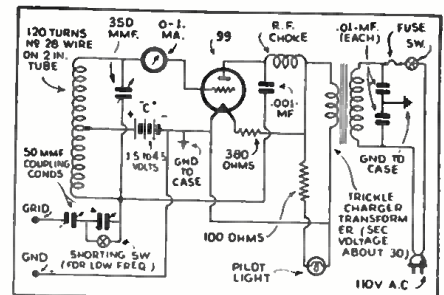 120 TURNS
Nº 28 WIRE
ON 2 IN.
TUBE
350
MMF.
0-1.
MA.
99
R.F.
CHOKE
.01-MF.
(EACH)
FUSE
SW.
"C"
+
-
1.5 to 4.5
VOLTS
GND TO
CASE
380
OHMS
.001-
MF
GND TO
CASE
50 MMF
COUPLING
CONDS
GRID
GND
SHORTING SW
(FOR LOW FREQ.)
100 OHMS
PILOT
LIGHT
TRICKLE
CHARGER
TRANSFORM
ER (SEC
VOLTAGE
ABOUT 30)
110V A.C